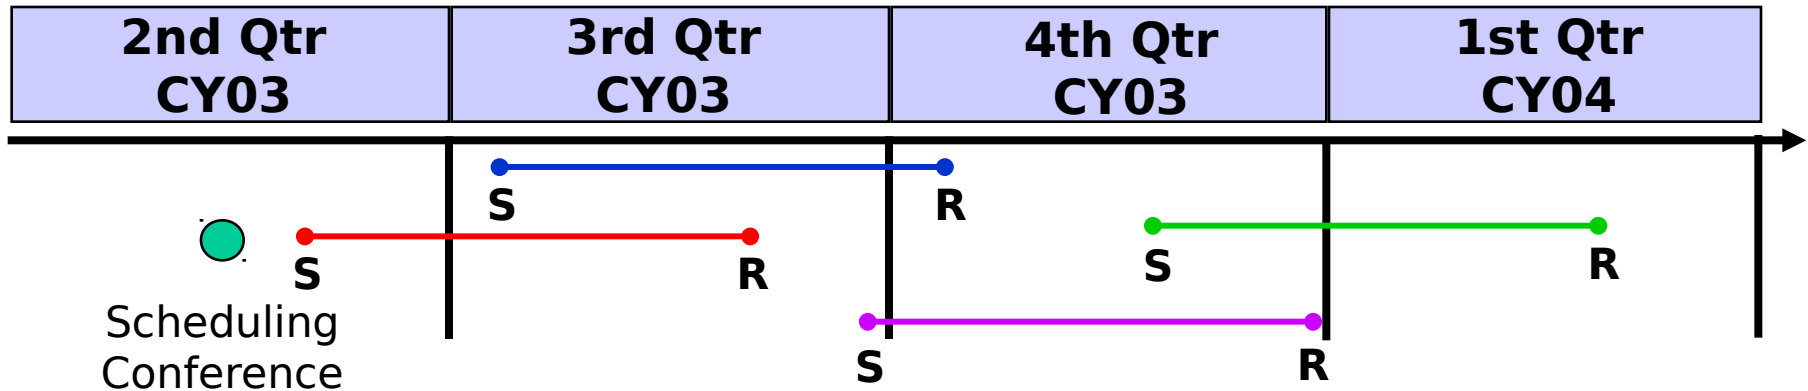 2nd Qtr
CY03
3rd Qtr
CY03
4th Qtr
CY03
1st Qtr
CY04
S
R
S
R
S
R
S
R
Scheduling
Conference